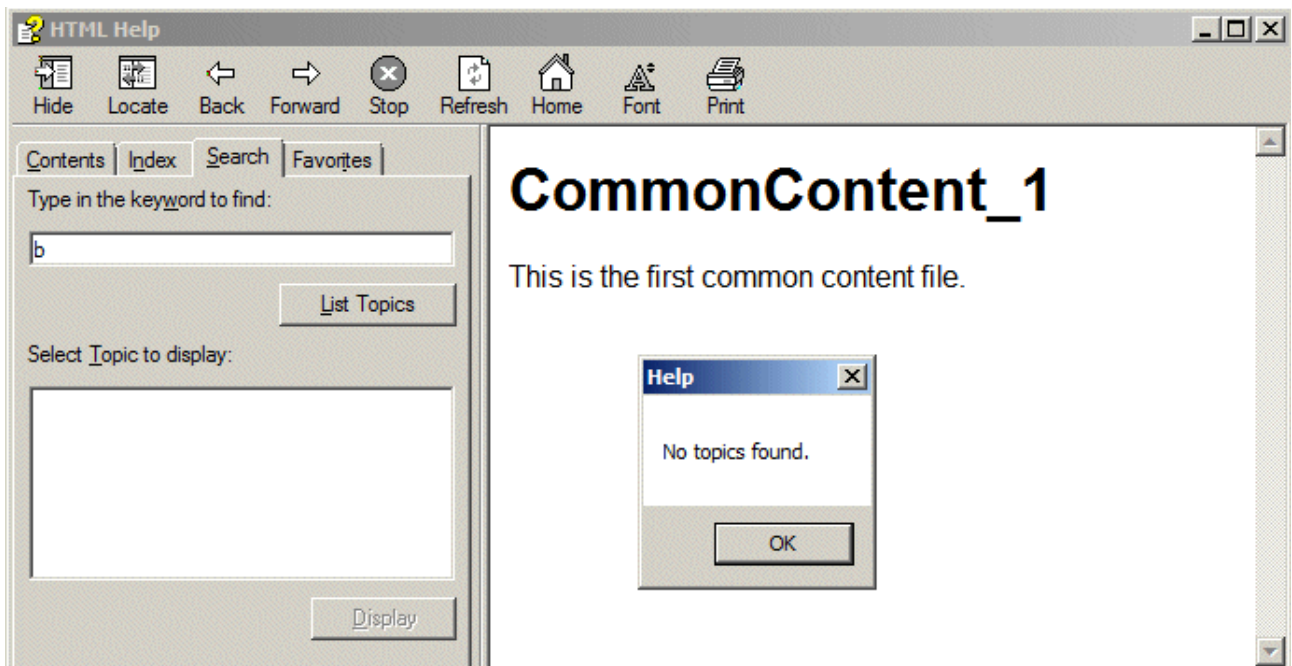 HTML Help
Hide Locate Back Forward Stop Refresh Home Font Print
Contents Index Search Favorites
Type in the keyword to find:
b
List Topics
Select Topic to display:
Display
CommonContent_1
This is the first common content file.
Help
No topics found.
OK